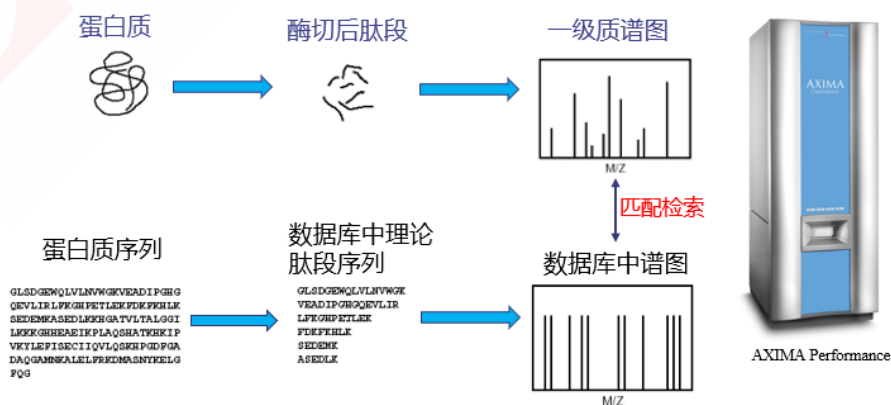 蛋白质
酶切后肽段
一级质谱图
AXIMA
Confidence
M/Z
匹配检索
蛋白质序列
数据库中理论
肽段序列
数据库中谱图
GLSDGEWQLVLNVWGKVEADIPGHG
QEVLIRLFKGHPETLEKFDKFKHLK
SEDEMKASEDLKKHGATVLTALGGI
LKKKGHHEAEIKPLAQSHATKHKIP
VKYLEFISECIIQVLQSKHPGDFGA
DAQGAMNKALELFRKDMASNYKELG
FQG
GLSDGEWQLVLNVWGK
VEADIPGHGQEVLIR
LFKGHPETLEK
FDKFKHLK
SEDEMK
ASEDLK
M/Z
AXIMA Performance